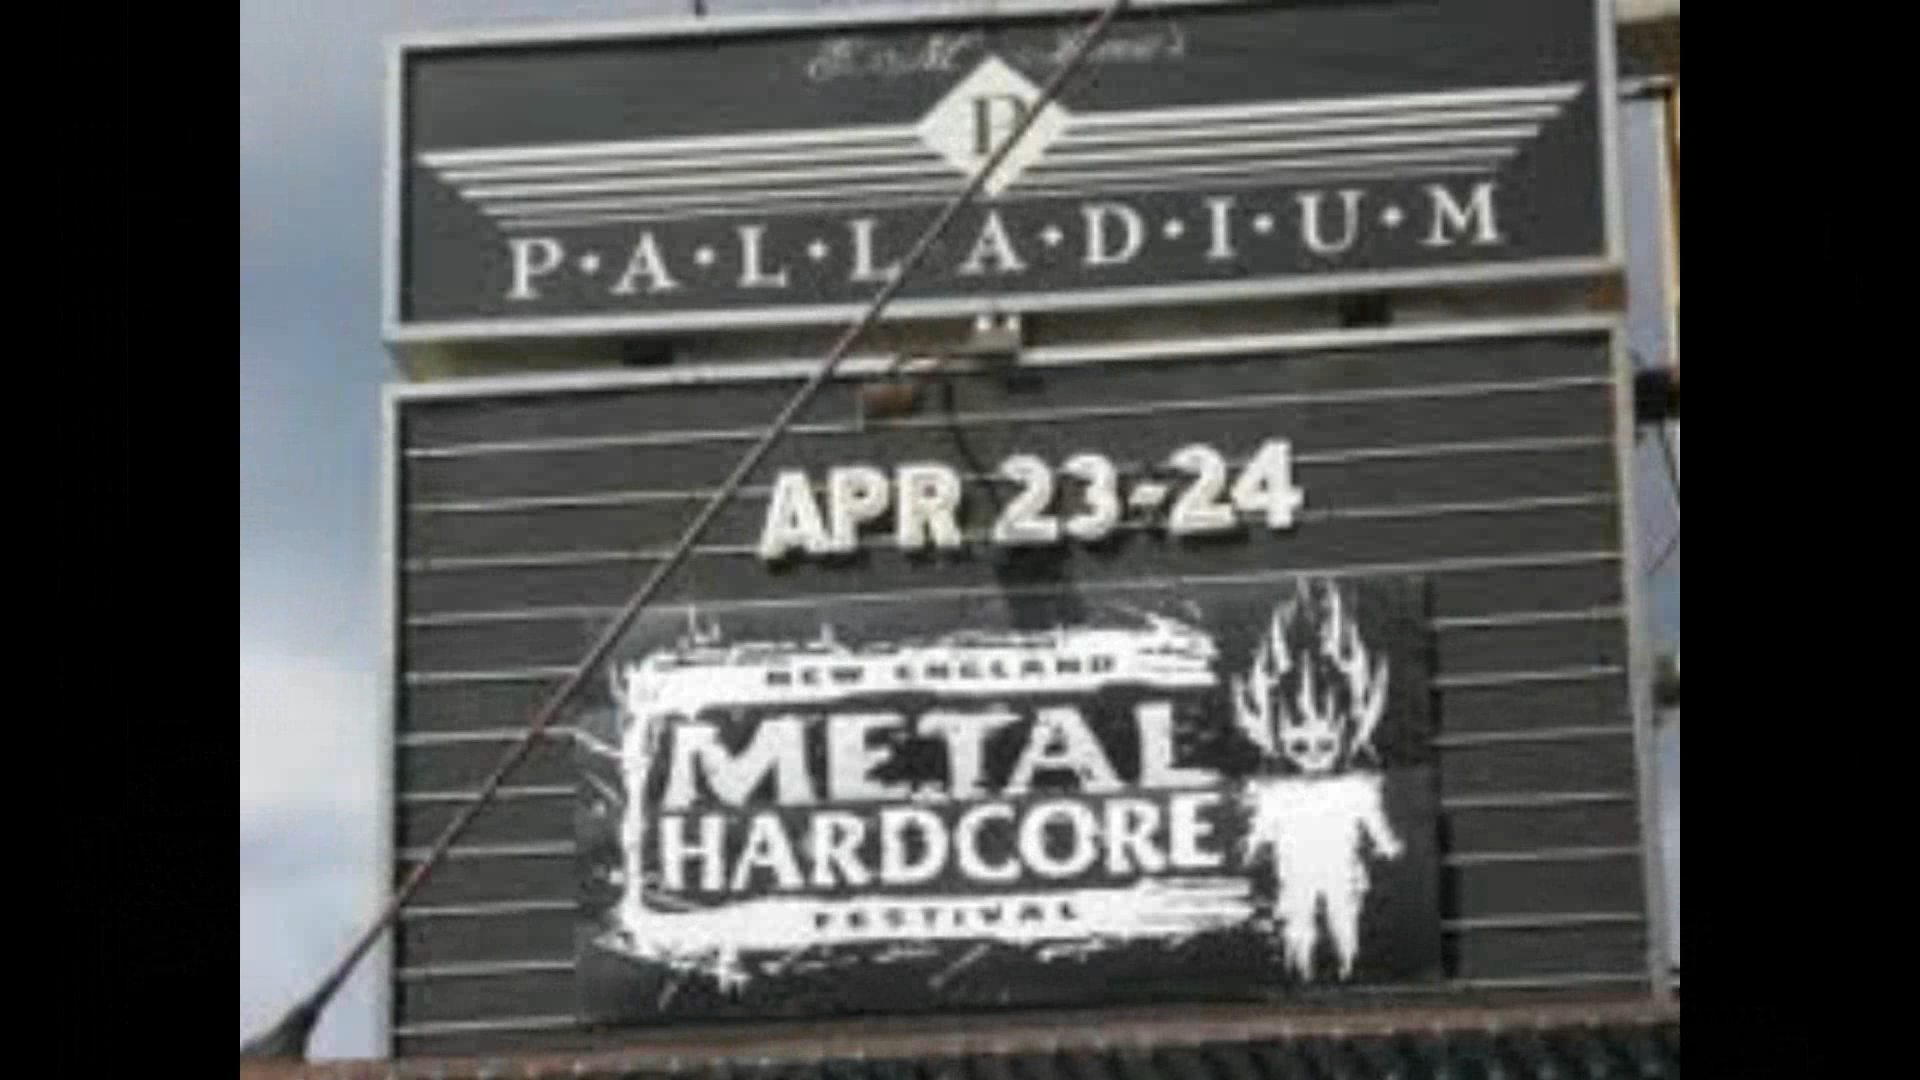 P
P·A·L·L A·D·I·U·M
APR 23-24
NEW ENGLAND
METAL
HARDCORE
FESTIVAL